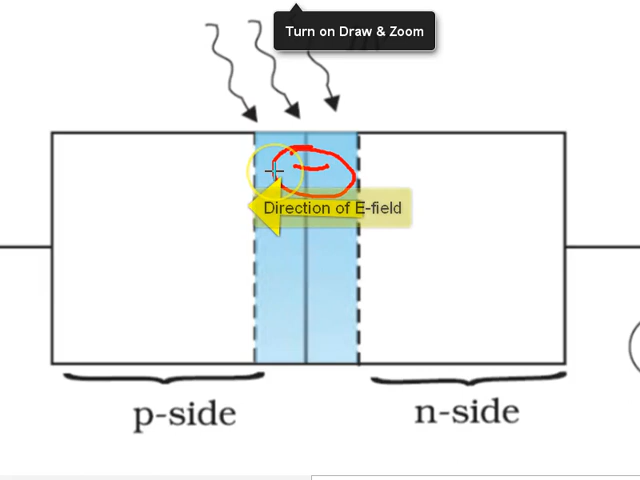 Turn on Draw & Zoom
Direction of E-field
p-side
n-side